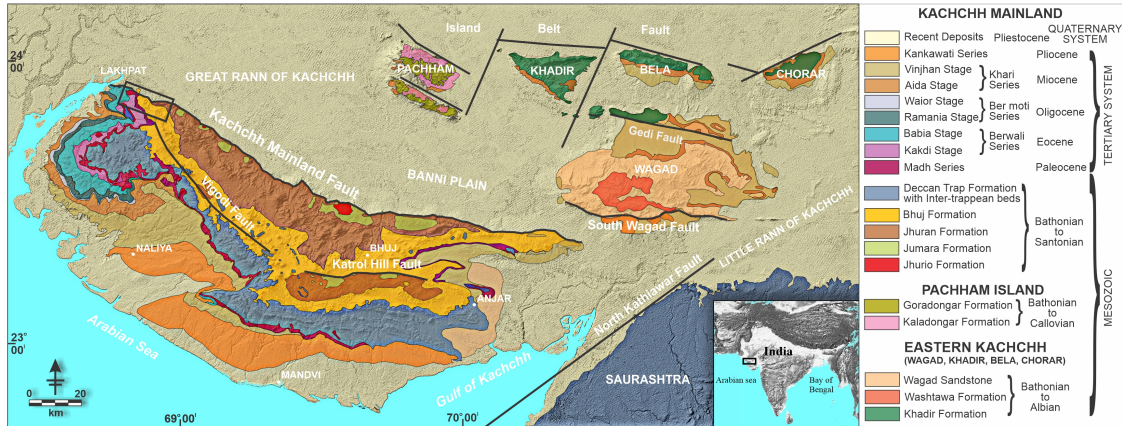 Island Belt Fault
24°
00'
LAKHPAT
GREAT RANN OF KACHCHH
PACHHAM
KHADIR
BELA
CHORAR
Kachchh Mainland Fault
BANNI PLAIN
Gedi Fault
WAGAD
Vigodi Fault
South Wagad Fault
LITTLE RANN OF KACHCHH
NALIYA
BHUJ
Katrol Hill Fault
North Kathiawar Fault
ANJAR
Arabian Sea
23°
00'
MANDVI
Gulf of Kachchh
SAURASHTRA
0 20
km
69°00'
70°00'
India
Arabian sea
Bay of
Bengal
KACHCHH MAINLAND
QUATERNARY
SYSTEM
Recent Deposits Pliestocene
Kankawati Series Pliocene
Vinjhan Stage
Aida Stage
Khari
Series
Miocene
Waior Stage
Ramania Stage
Ber moti
Series
Oligocene
Babia Stage
Kakdi Stage
Berwali
Series
Eocene
Madh Series Paleocene
TERTIARY SYSTEM
Deccan Trap Formation
with Inter-trappean beds
Bhuj Formation
Jhuran Formation
Jumara Formation
Jhurio Formation
Bathonian
to
Santonian
PACHHAM ISLAND
Goradongar Formation
Kaladongar Formation
Bathonian
to
Callovian
EASTERN KACHCHH
(WAGAD, KHADIR, BELA, CHORAR)
Wagad Sandstone
Washtawa Formation
Khadir Formation
Bathonian
to
Albian
MESOZOIC